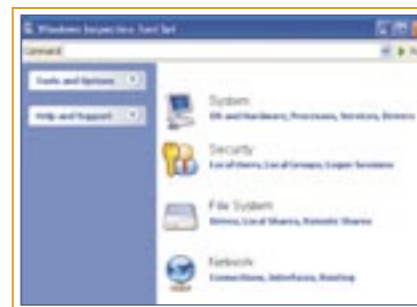 Windows Inspection Tool Set
Command
Tools and Options
Help and Support
System
OS and Hardware, Processes, Services, Drivers
Security
Local Users, Local Groups, Logon Sessions
File System
Drives, Local Shares, Remote Shares
Network
Connections, Interfaces, Routing